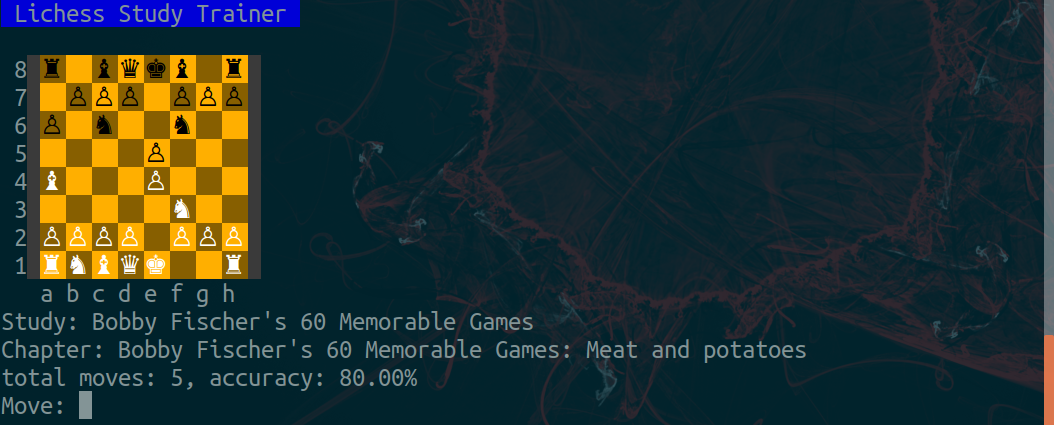 Lichess Study Trainer
8 ♜ ♝♛♚♝ ♜
7 ♙♙♙ ♙♙♙
6 ♙ ♞ ♞
5 ♙
4 ♝ ♙
3 ♞
2 ♙♙♙♙ ♙♙♙
1 ♜♞♝♛♚ ♜
a b c d e f g h
Study: Bobby Fischer's 60 Memorable Games
Chapter: Bobby Fischer's 60 Memorable Games: Meat and potatoes
total moves: 5, accuracy: 80.00%
Move: